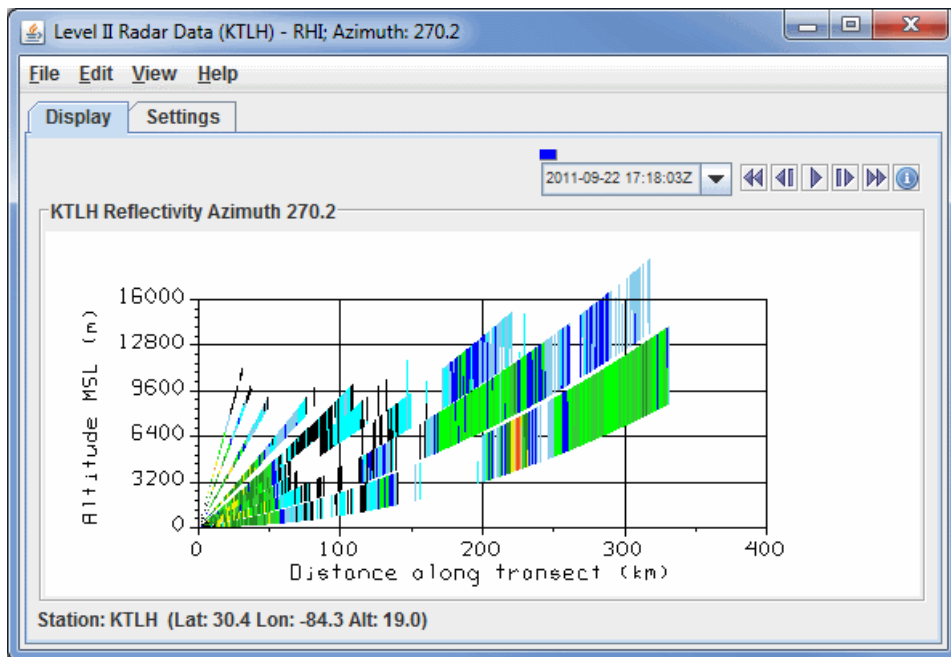 Level II Radar Data (KTLH) - RHI; Azimuth: 270.2
File Edit View Help
Display Settings
2011-09-22 17:18:03Z
KTLH Reflectivity Azimuth 270.2
16000
12800
9600
6400
3200
0
Altitude MSL (m)
0 100 200 300 400
Distance along transect (km)
Station: KTLH (Lat: 30.4 Lon: -84.3 Alt: 19.0)